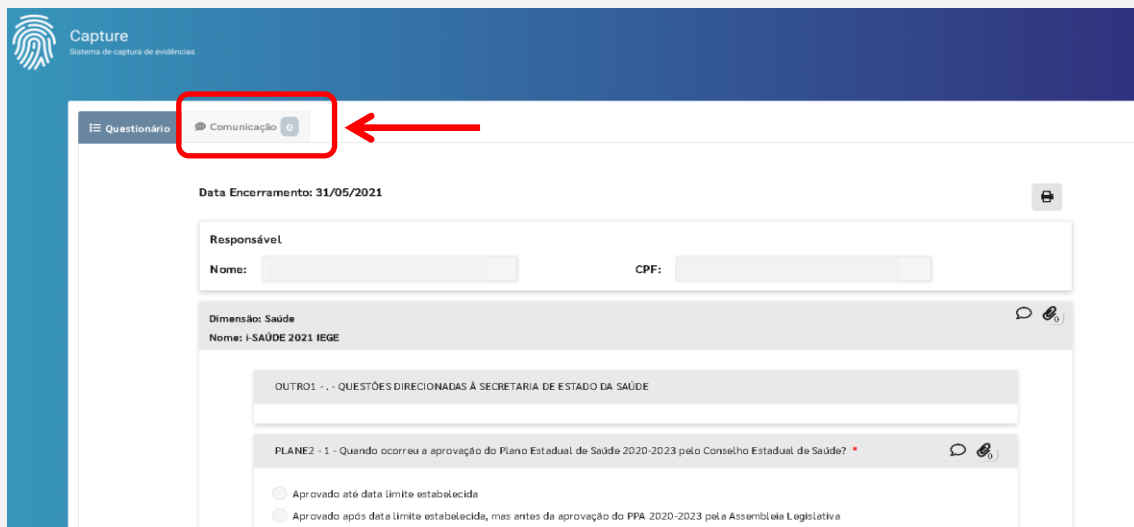 Capture
Sistema de captura de evidências
Questionário
Comunicação 0
Data Encerramento: 31/05/2021
Responsável
Nome:
CPF:
Dimensão: Saúde
0
Nome: i-SAÚDE 2021 IEGE
OUTRO1 - . - QUESTÕES DIRECIONADAS À SECRETARIA DE ESTADO DA SAÚDE
PLANE2 - 1 - Quando ocorreu a aprovação do Plano Estadual de Saúde 2020-2023 pelo Conselho Estadual de Saúde? *
0
Aprovado até data limite estabelecida
Aprovado após data limite estabelecida, mas antes da aprovação do PPA 2020-2023 pela Assembleia Legislativa